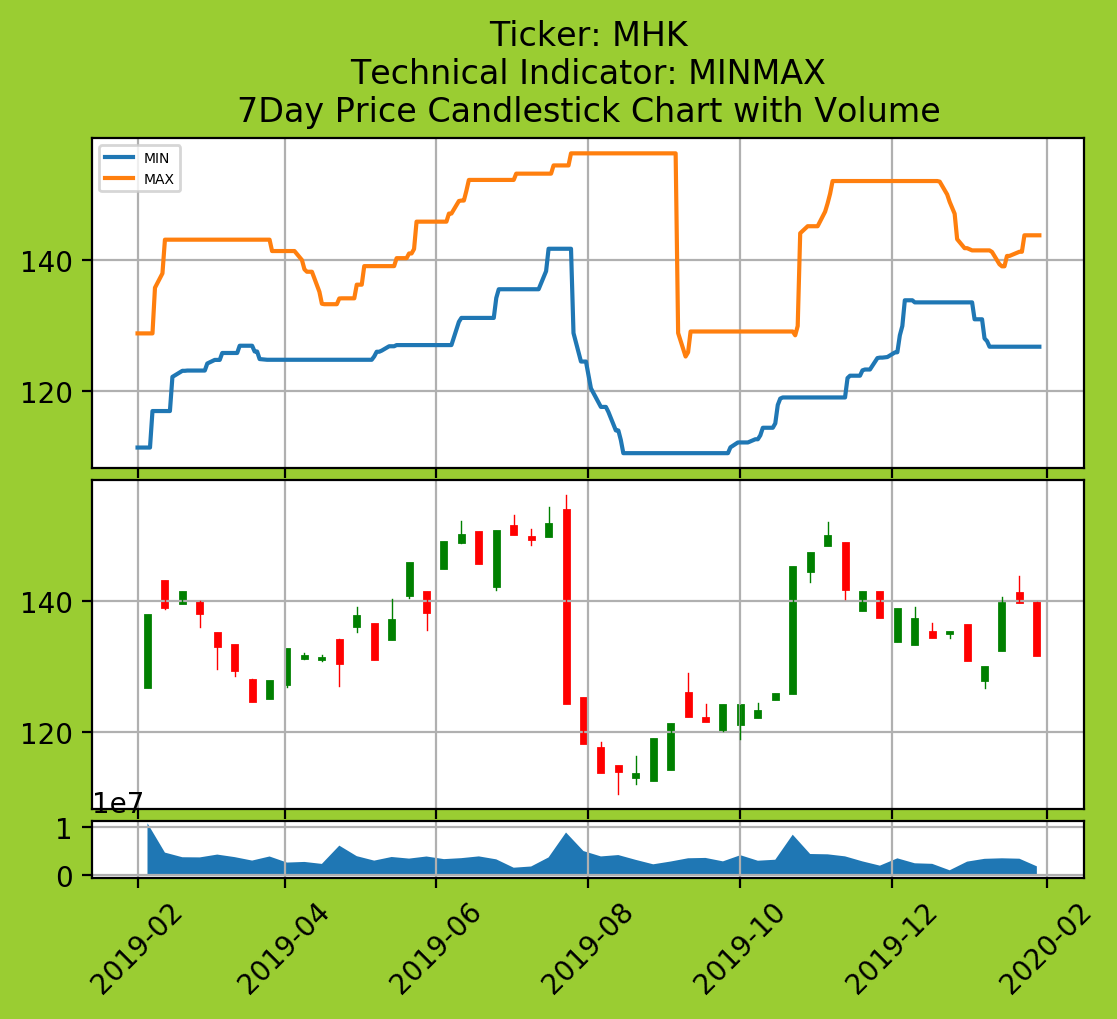 Ticker: MHK
Technical Indicator: MINMAX
7Day Price Candlestick Chart with Volume
MIN
MAX
140
120
140
120
1e7
1
0
2019-02
2019-04
2019-06
2019-08
2019-10
2019-12
2020-02